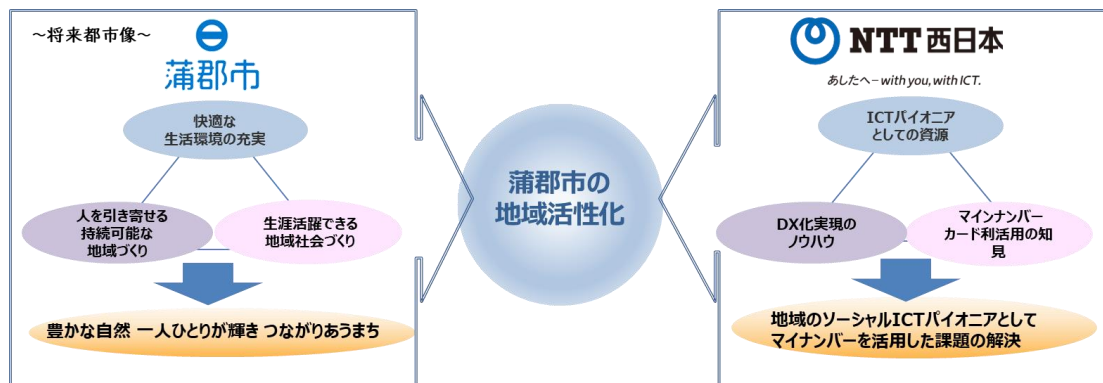 ～将来都市像～
蒲郡市
快適な
生活環境の充実
人を引き寄せる
持続可能な
地域づくり
生涯活躍できる
地域社会づくり
豊かな自然 一人ひとりが輝き つながりあうまち
蒲郡市の
地域活性化
NTT西日本
あしたへ－with you, with ICT.
ICTパイオニア
としての資源
DX化実現の
ノウハウ
マインナンバー
カード利活用の知
見
地域のソーシャルICTパイオニアとして
マイナンバーを活用した課題の解決